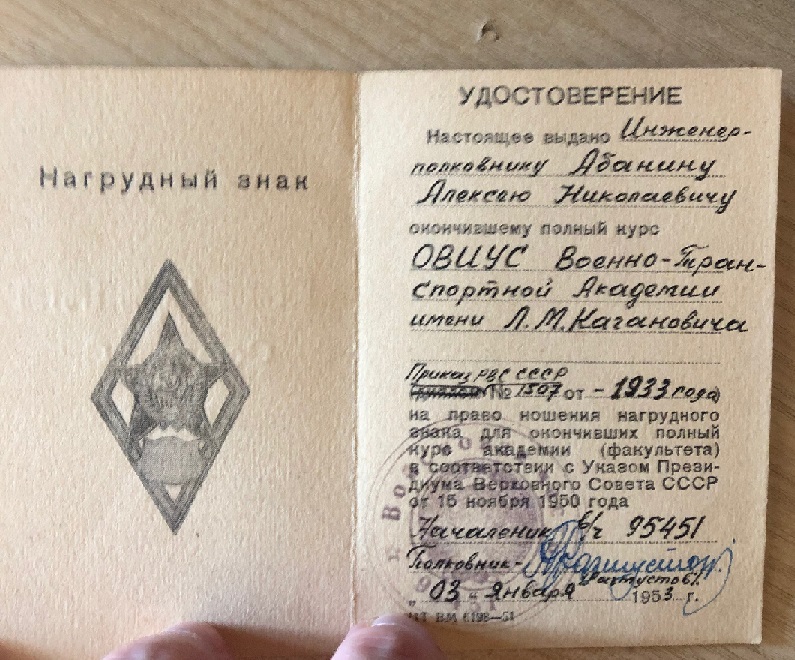 Нагрудный знак
УДОСТОВЕРЕНИЕ
Настоящее выдано Инженер-
полковнику Абанину
Алексею Николаевичу
окончившему полный курс
ОВИУС Военно-Тран-
спортной Академии
имени Л.М. Кагановича
Приказ РВС СССР
(диплом) № 1507 от - 1933 года
на право ношения нагрудного
знака для окончивших полный
курс академии (факультета)
в соответствии с Указом Прези-
диума Верховного Совета СССР
от 15 ноября 1950 года
Началеник в/ч 95451
Полковник-
"03" Января 1953 г.